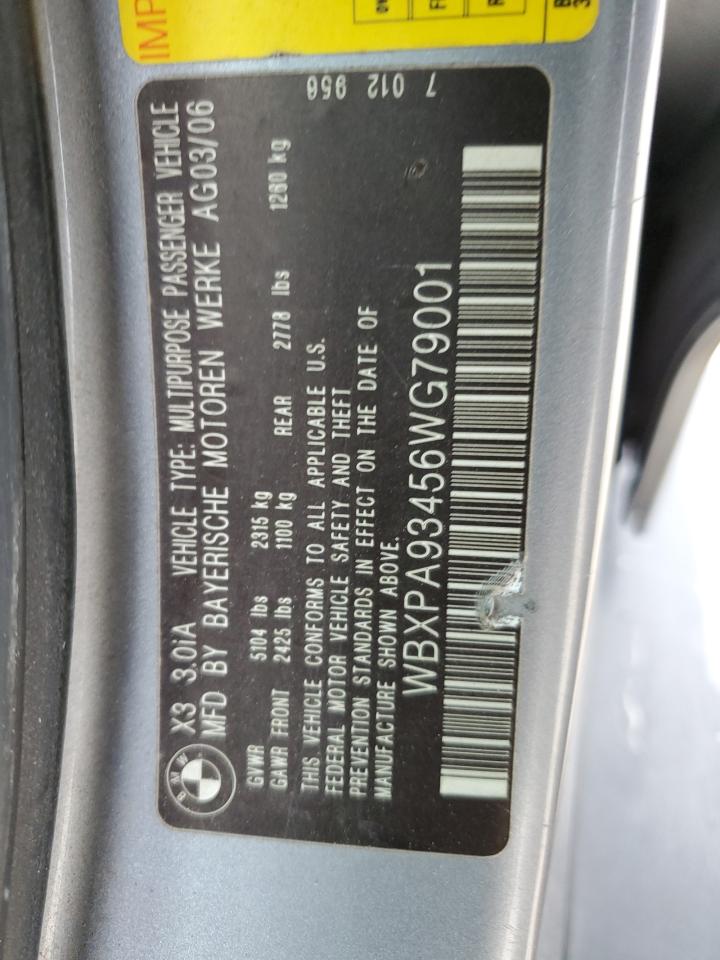 IMP
BMW
X3 3.0iA VEHICLE TYPE: MULTIPURPOSE PASSENGER VEHICLE
MFD BY BAYERISCHE MOTOREN WERKE AG03/06
GVWR 5104 lbs 2315 kg
GAWR FRONT 2425 lbs 1100 kg REAR 2778 lbs 1260 kg
THIS VEHICLE CONFORMS TO ALL APPLICABLE U.S.
FEDERAL MOTOR VEHICLE SAFETY AND THEFT
PREVENTION STANDARDS IN EFFECT ON THE DATE OF
MANUFACTURE SHOWN ABOVE.
WBXPA93456WG79001
7 012 956